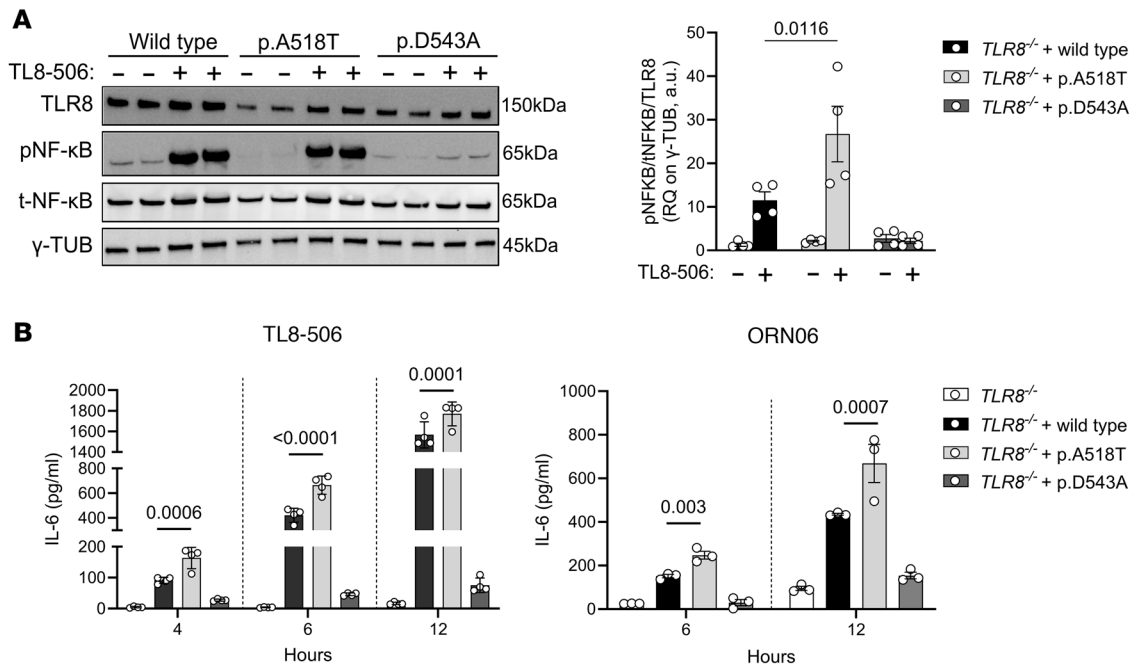 A
Wild type p.A518T p.D543A
TL8-506: – – + + – – + + – – + +
TLR8 150kDa
pNF-κB 65kDa
t-NF-κB 65kDa
γ-TUB 45kDa
pNFKB/tNFKB/TLR8
(RQ on γ-TUB, a.u.)
50
40
30
20
10
0
0.0116
TL8-506: – + – + – +
TLR8-/- + wild type
TLR8-/- + p.A518T
TLR8-/- + p.D543A
B
TL8-506
IL-6 (pg/ml)
2000
1800
1600
1400
800
600
400
200
100
0
0.0006
<0.0001
0.0001
4 6 12
Hours
ORN06
IL-6 (pg/ml)
1000
800
600
400
200
0
0.003
0.0007
6 12
Hours
TLR8-/-
TLR8-/- + wild type
TLR8-/- + p.A518T
TLR8-/- + p.D543A